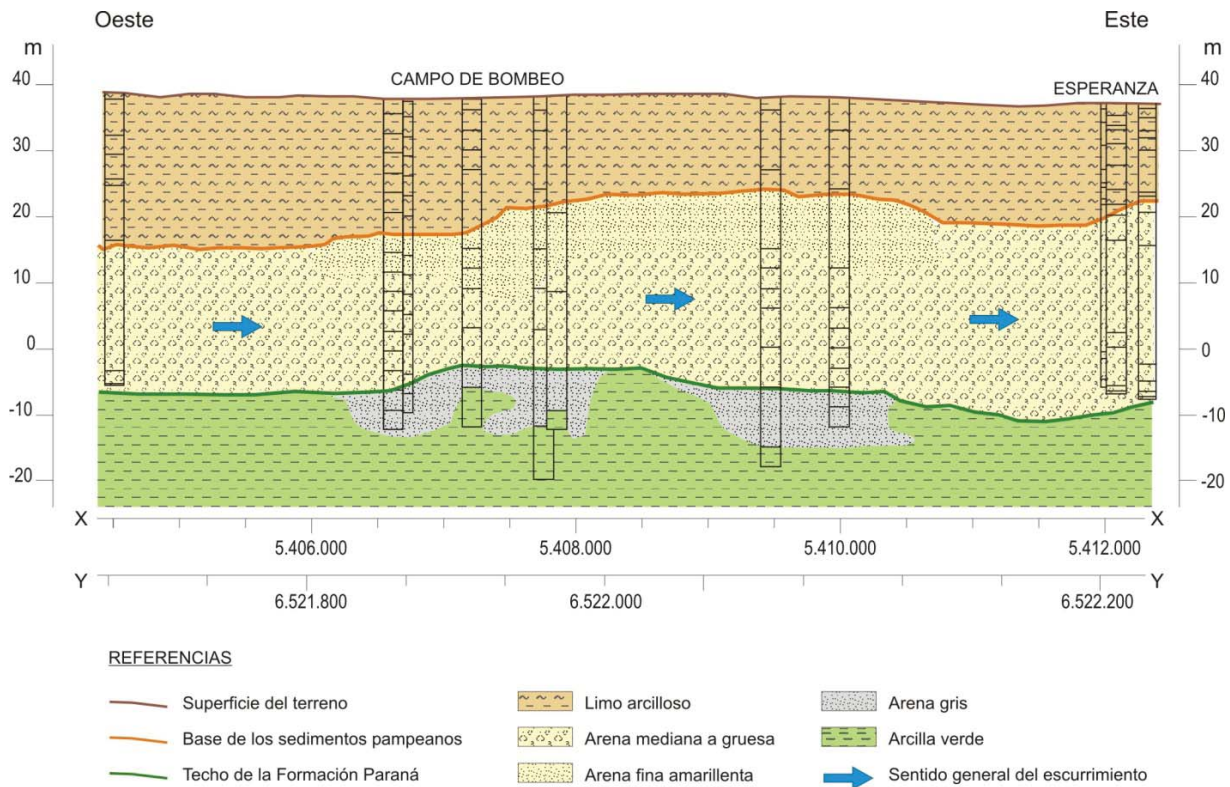 Oeste
Este
m
m
CAMPO DE BOMBEO
ESPERANZA
40
40
30
30
20
20
10
10
0
0
-10
-10
-20
-20
X
X
5.406.000
5.408.000
5.410.000
5.412.000
Y
Y
6.521.800
6.522.000
6.522.200
REFERENCIAS
Superficie del terreno
Limo arcilloso
Arena gris
Base de los sedimentos pampeanos
Arena mediana a gruesa
Arcilla verde
Techo de la Formación Paraná
Arena fina amarillenta
Sentido general del escurrimiento